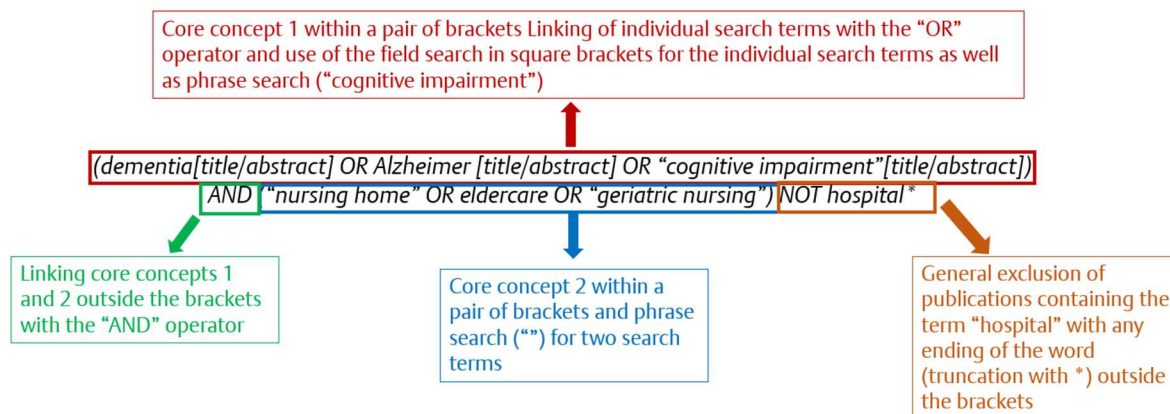 Core concept 1 within a pair of brackets Linking of individual search terms with the “OR”
operator and use of the field search in square brackets for the individual search terms as well
as phrase search (“cognitive impairment”)
(dementia[title/abstract] OR Alzheimer [title/abstract] OR “cognitive impairment”[title/abstract])
AND (“nursing home” OR eldercare OR “geriatric nursing”) NOT hospital*
Linking core concepts 1
and 2 outside the brackets
with the “AND” operator
Core concept 2 within a
pair of brackets and phrase
search (“”) for two search
terms
General exclusion of
publications containing the
term “hospital” with any
ending of the word
(truncation with *) outside
the brackets